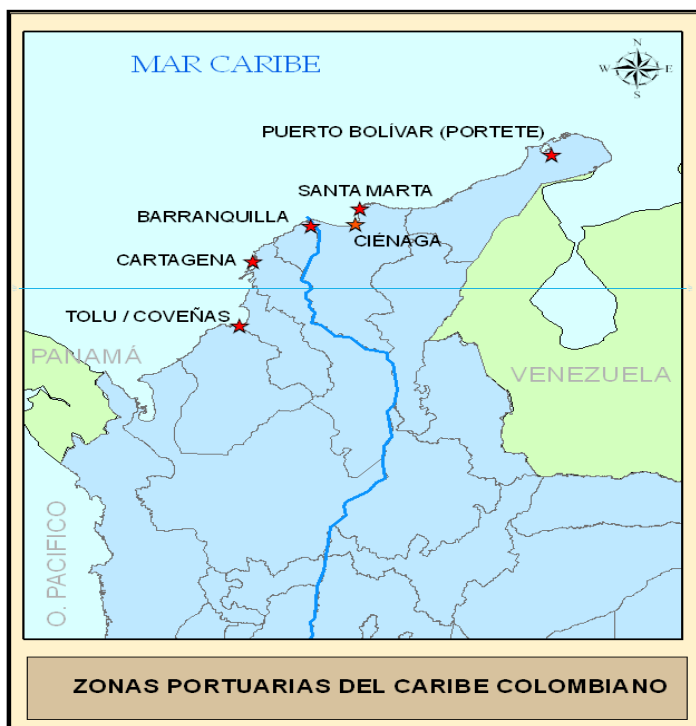 MAR CARIBE
N
W E
S
PUERTO BOLÍVAR (PORTETE)
SANTA MARTA
BARRANQUILLA
CIÉNAGA
CARTAGENA
TOLU / COVEÑAS
PANAMÁ
VENEZUELA
O. PACIFICO
ZONAS PORTUARIAS DEL CARIBE COLOMBIANO